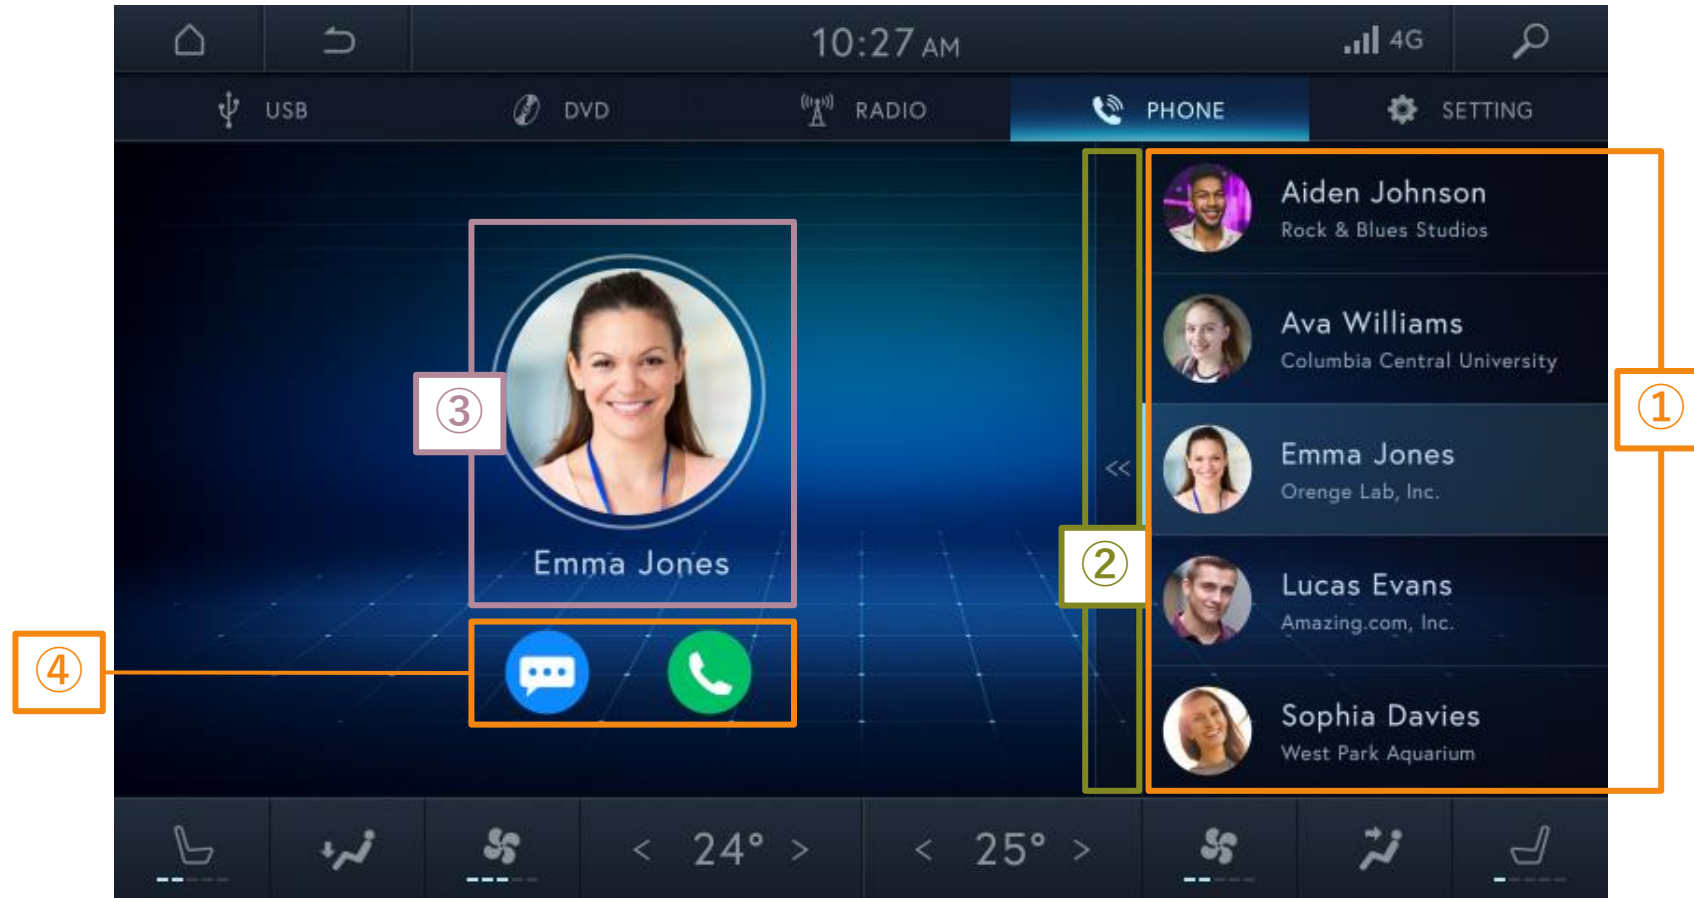 10:27 AM
4G
USB
DVD
RADIO
PHONE
SETTING
Aiden Johnson
Rock & Blues Studios
Ava Williams
Columbia Central University
①
③
Emma Jones
Orenge Lab, Inc.
<<
②
Emma Jones
Lucas Evans
Amazing.com, Inc.
④
Sophia Davies
West Park Aquarium
< 24° >
< 25° >